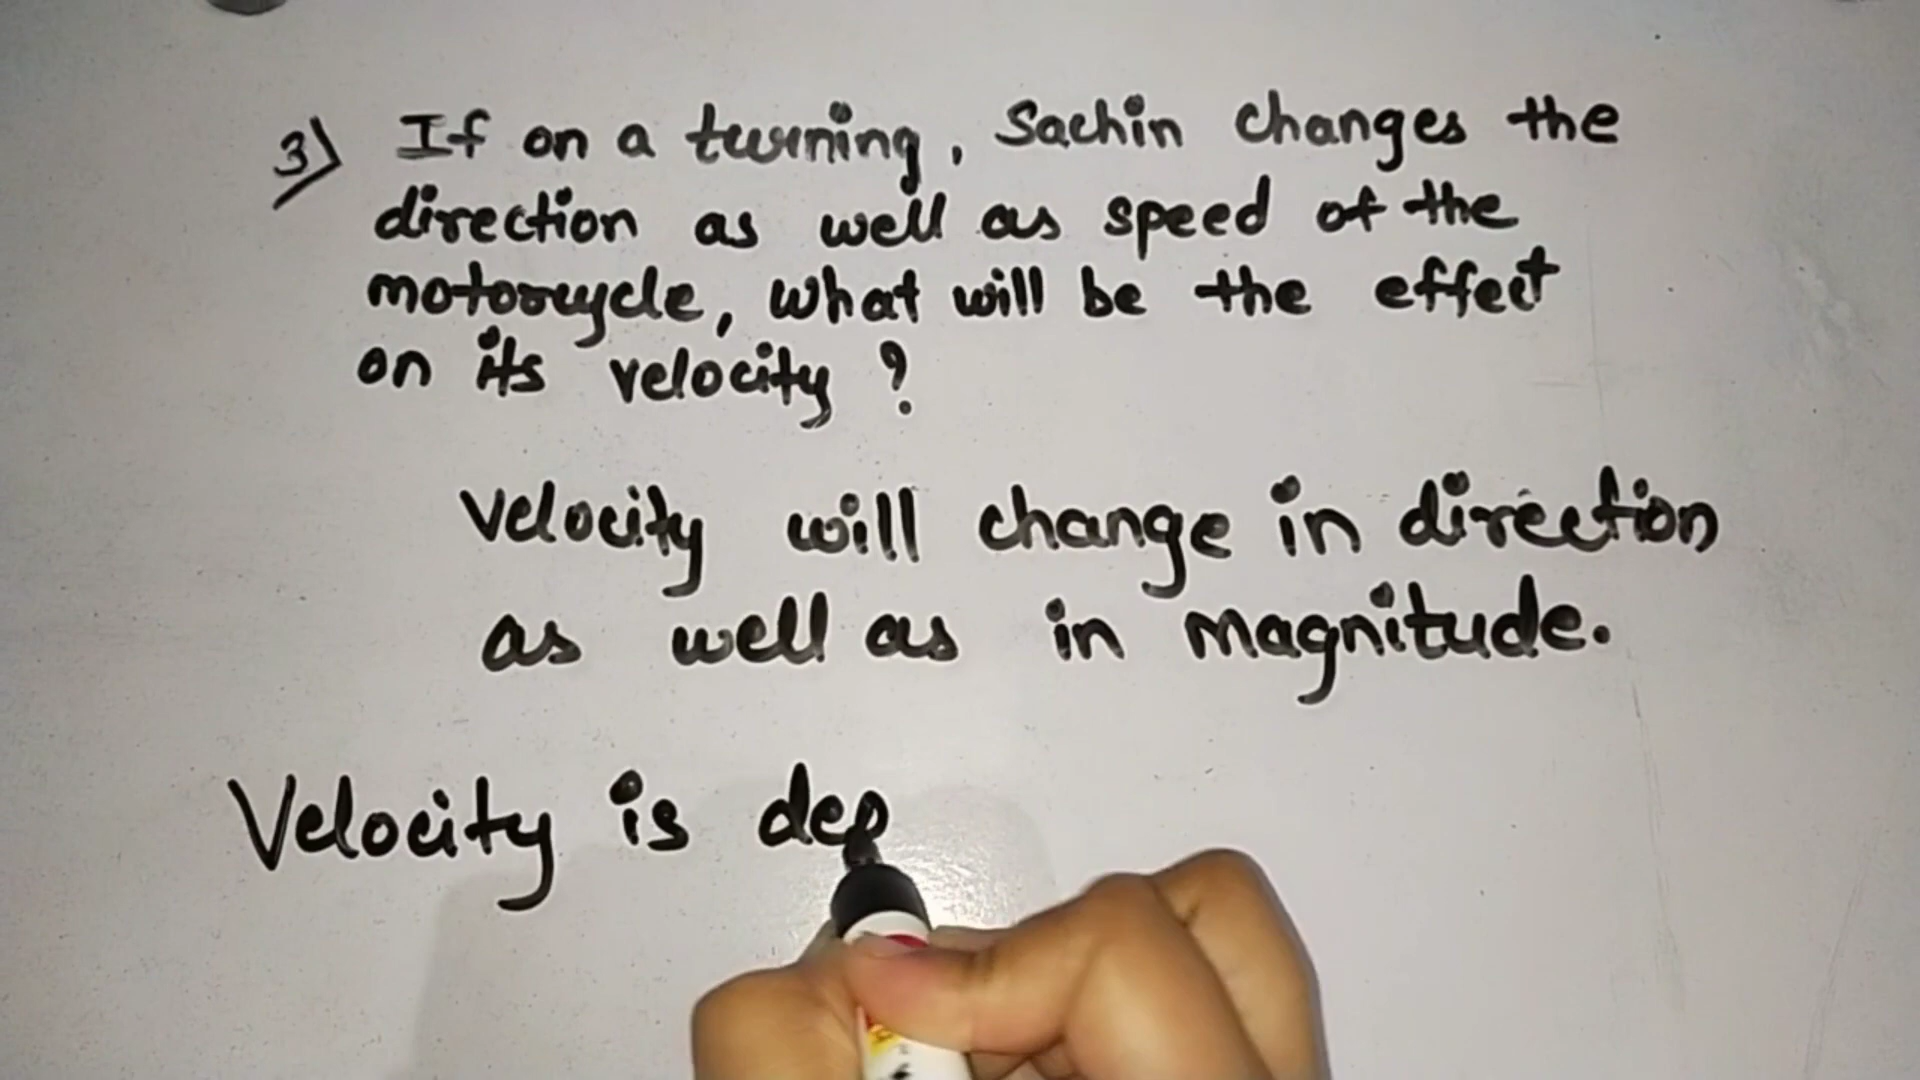 3) If on a turning, Sachin changes the
direction as well as speed of the
motorcycle, what will be the effect
on its velocity ?
Velocity will change in direction
as well as in magnitude.
Velocity is dep